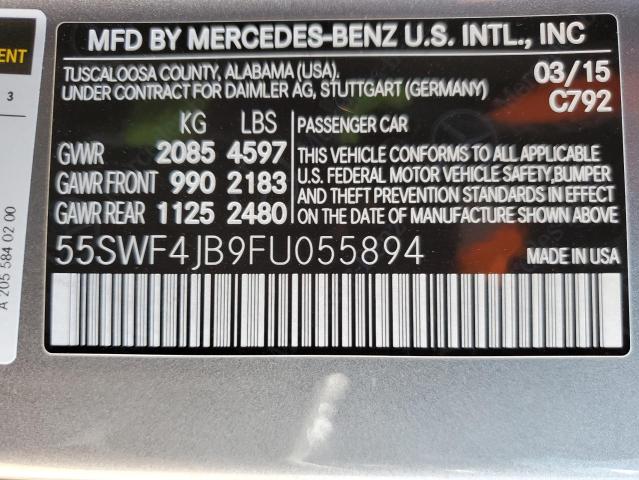 MFD BY MERCEDES-BENZ U.S. INTL., INC
TUSCALOOSA COUNTY, ALABAMA (USA).
UNDER CONTRACT FOR DAIMLER AG, STUTTGART (GERMANY)
03/15
C792
KG LBS
GVWR 2085 4597
GAWR FRONT 990 2183
GAWR REAR 1125 2480
PASSENGER CAR
THIS VEHICLE CONFORMS TO ALL APPLICABLE
U.S. FEDERAL MOTOR VEHICLE SAFETY,BUMPER
AND THEFT PREVENTION STANDARDS IN EFFECT
ON THE DATE OF MANUFACTURE SHOWN ABOVE
55SWF4JB9FU055894
MADE IN USA
3
A 205 584 02 00